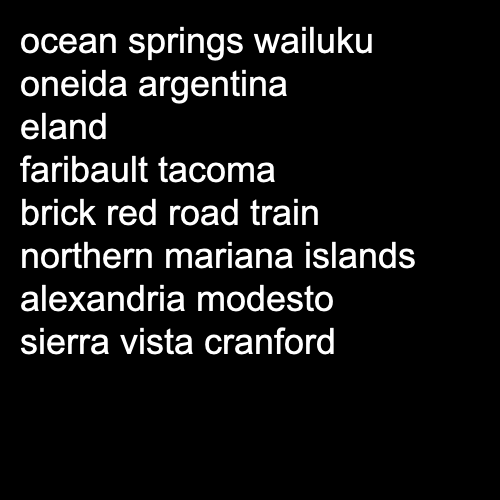 ocean springs wailuku
oneida argentina
eland
faribault tacoma
brick red road train
northern mariana islands
alexandria modesto
sierra vista cranford